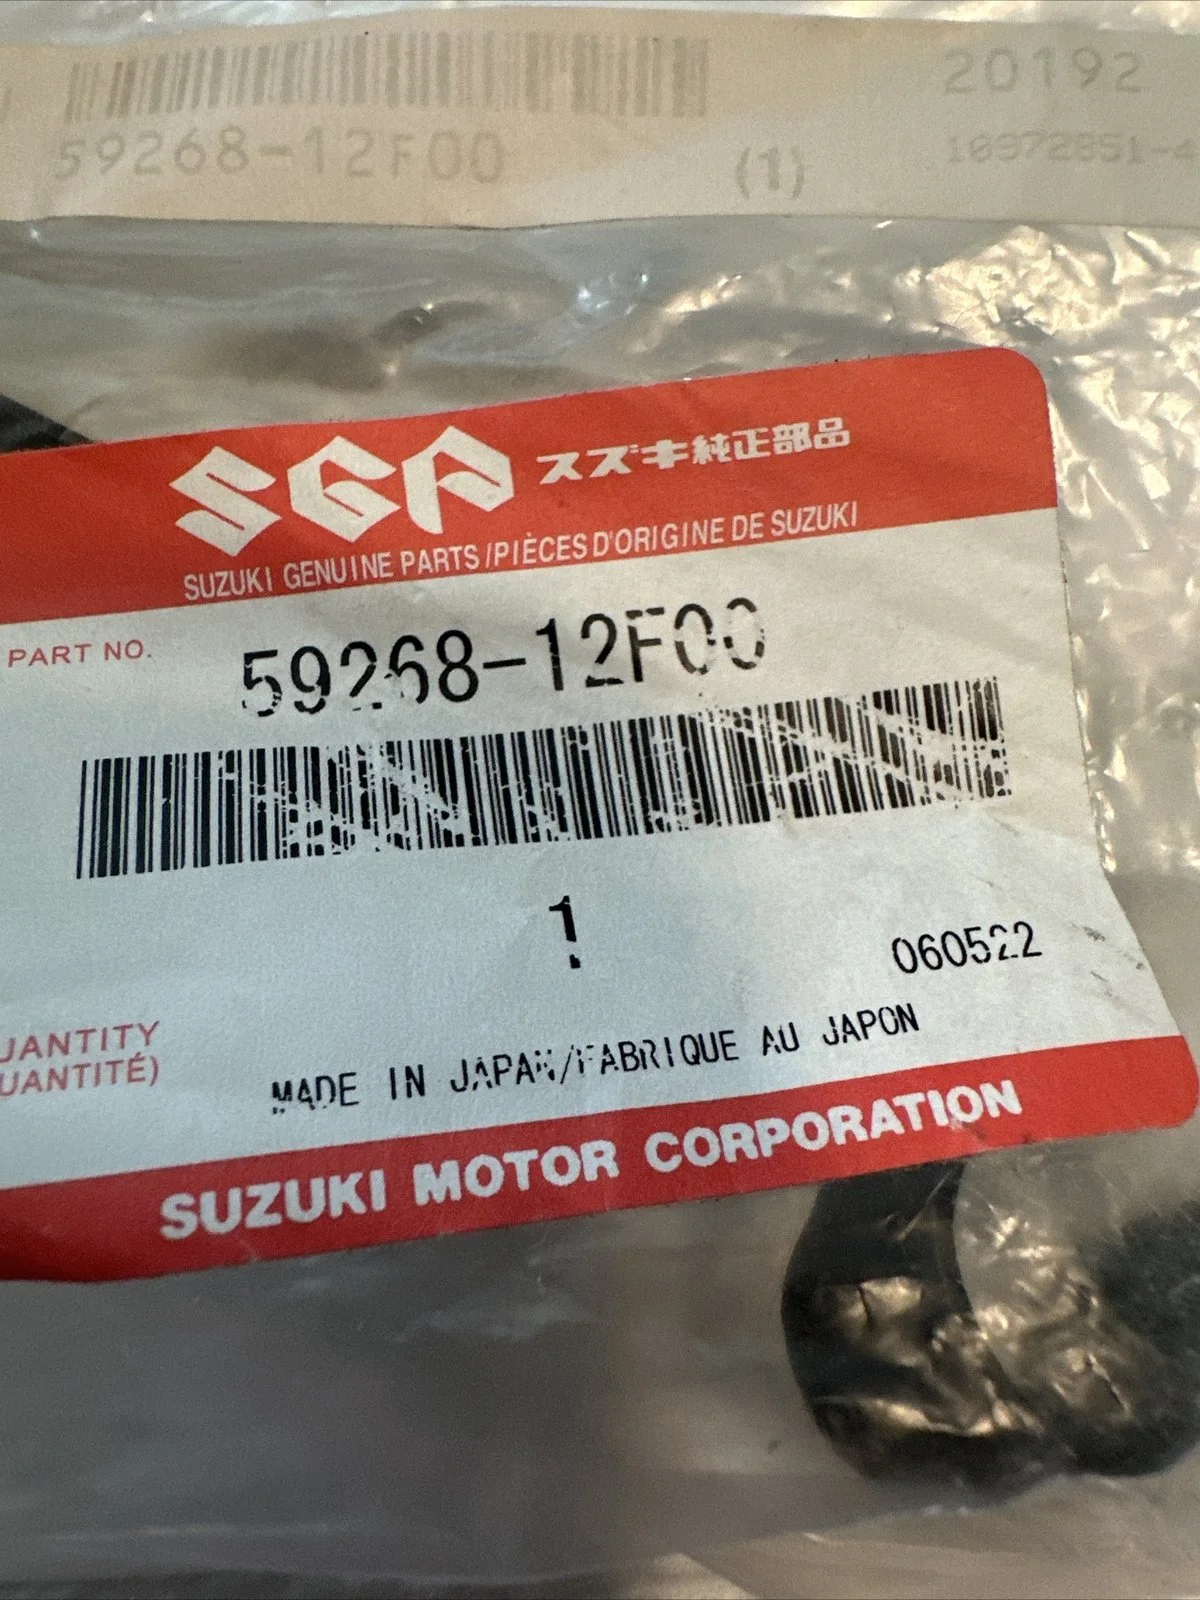 20192
59268-12F00
(1)
SGP スズキ純正部品
SUZUKI GENUINE PARTS/PIÈCES D'ORIGINE DE SUZUKI
PART NO.
59268-12F00
1
060522
UANTITY
UANTITÉ)
MADE IN JAPAN/FABRIQUE AU JAPON
SUZUKI MOTOR CORPORATION